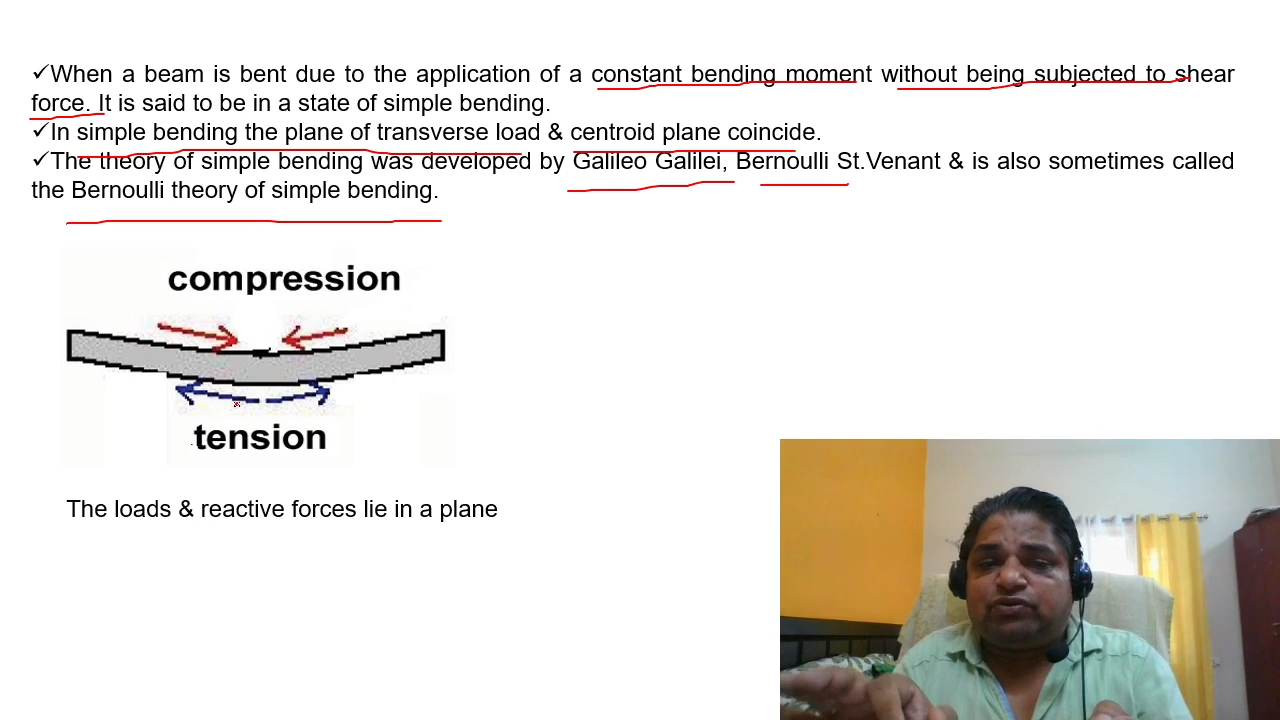 ✓When a beam is bent due to the application of a constant bending moment without being subjected to shear
force. It is said to be in a state of simple bending.
✓In simple bending the plane of transverse load & centroid plane coincide.
✓The theory of simple bending was developed by Galileo Galilei, Bernoulli St.Venant & is also sometimes called
the Bernoulli theory of simple bending.
compression
tension
The loads & reactive forces lie in a plane